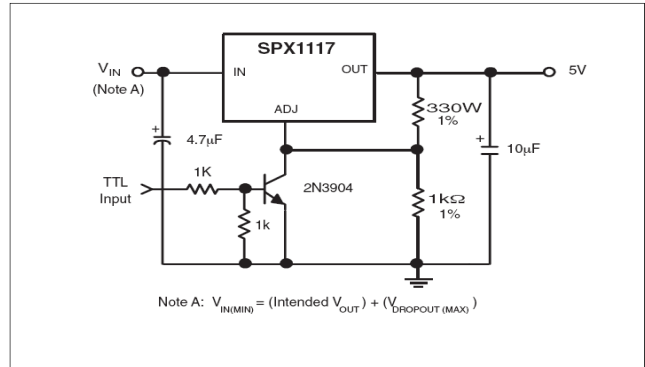 SPX1117
V_IN
(Note A)
IN
OUT
5V
ADJ
330W
1%
4.7µF
10µF
1K
TTL
Input
2N3904
1kΩ
1%
1k
Note A: V_IN(MIN) = (Intended V_OUT) + (V_DROPOUT (MAX))